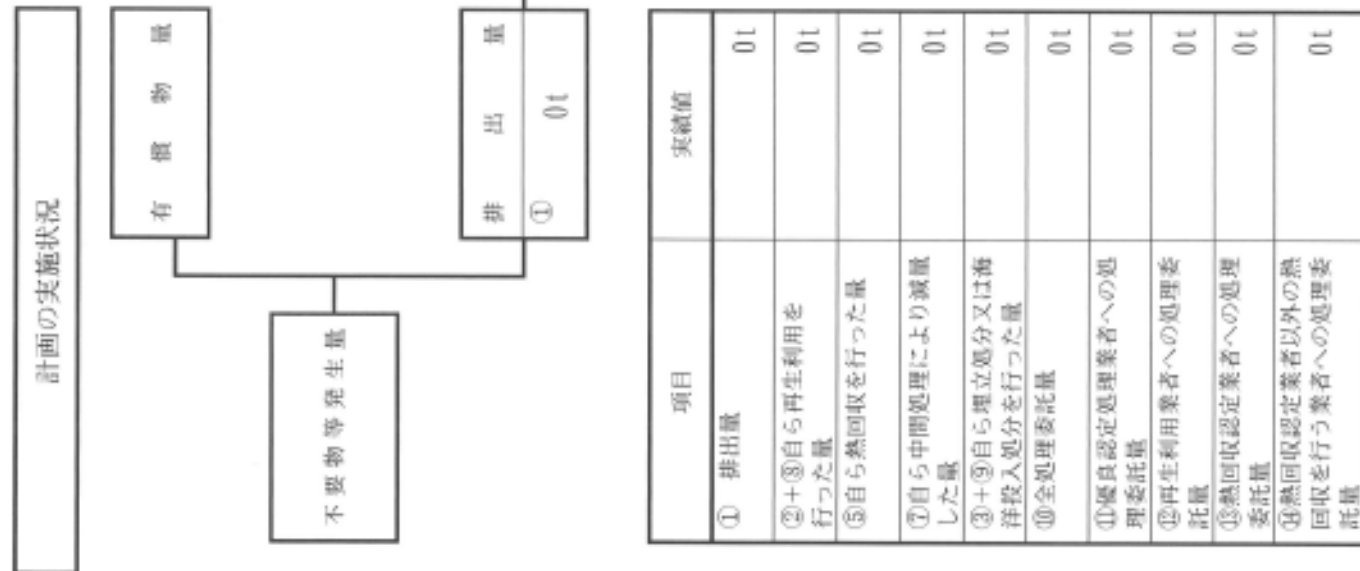 計画の実施状況
有償物量
不要物等発生量
排出量
①
0t
項目 実績値
① 排出量 0t
②+⑧自ら再生利用を
行った量 0t
⑤自ら熱回収を行った量 0t
⑦自ら中間処理により減量
した量 0t
③+⑨自ら埋立処分又は海
洋投入処分を行った量 0t
⑩全処理委託量 0t
⑪優良認定処理業者への処
理委託量 0t
⑫再生利用業者への処理委
託量 0t
⑬熱回収認定業者への処理
委託量 0t
⑭熱回収認定業者以外の熱
回収を行う業者への処理委
託量 0t